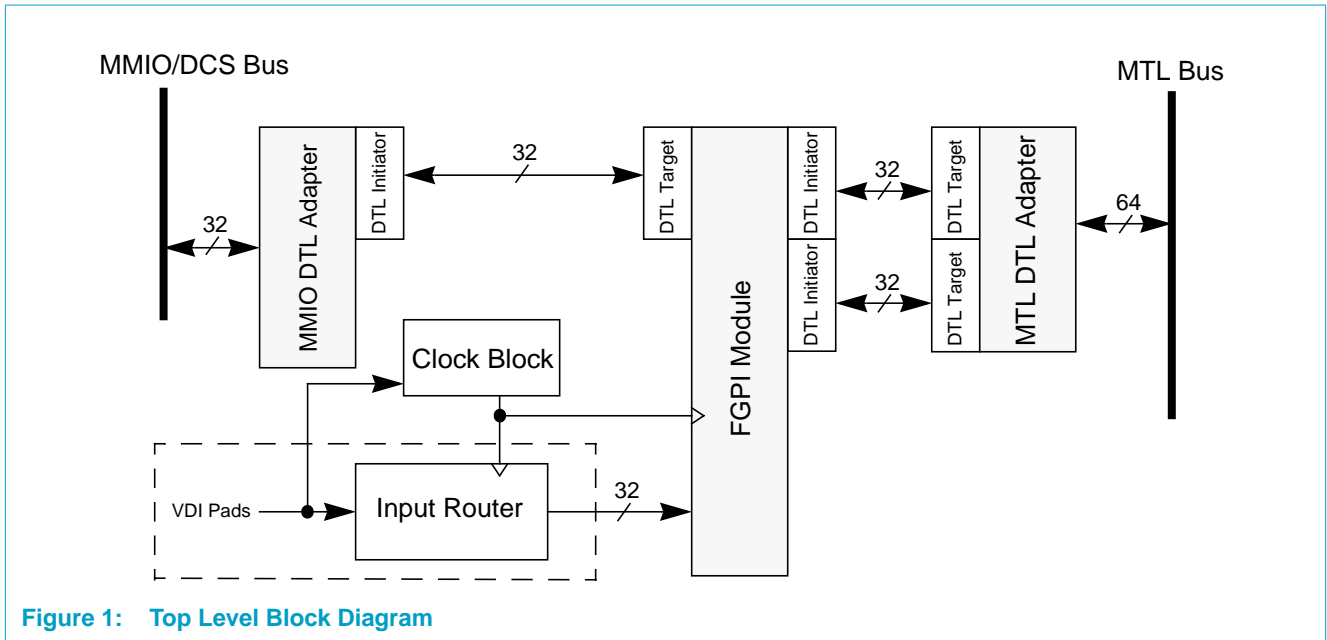 MMIO/DCS Bus
MTL Bus
32
MMIO DTL Adapter
DTL Initiator
32
DTL Target
FGPI Module
DTL Initiator
DTL Initiator
32
32
DTL Target
DTL Target
MTL DTL Adapter
64
Clock Block
VDI Pads
Input Router
32
Figure 1: Top Level Block Diagram